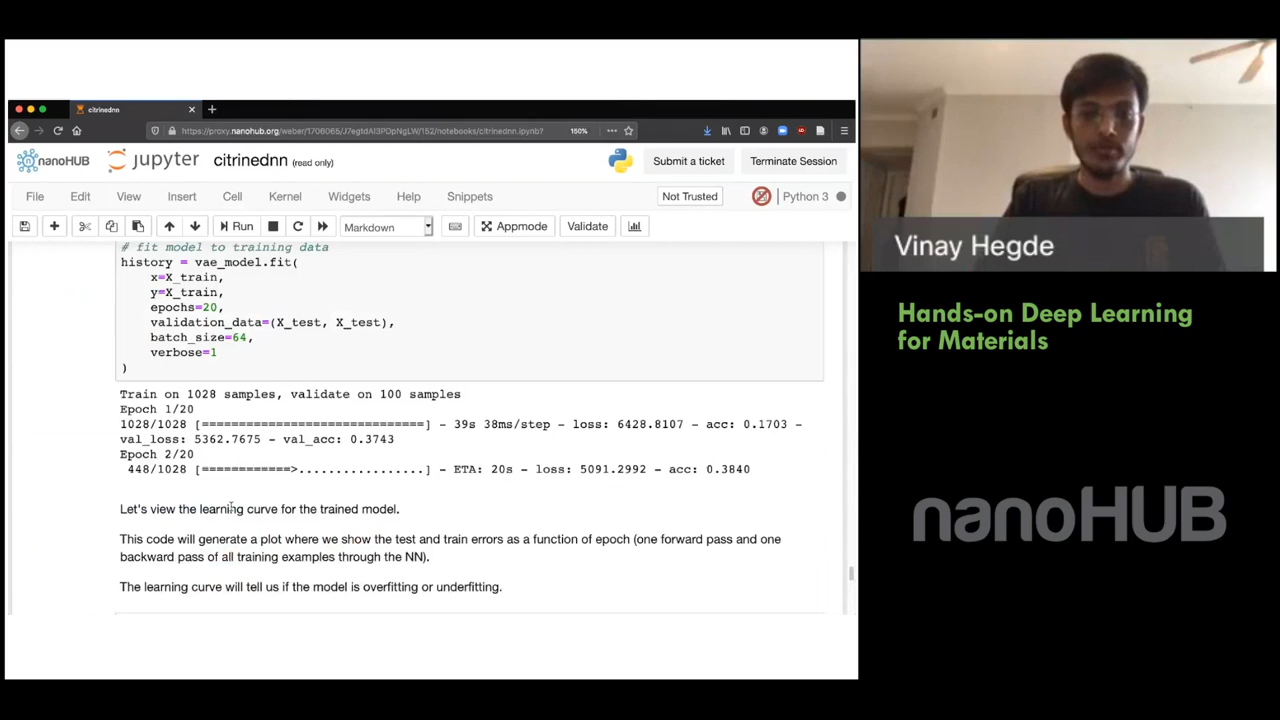 citrinednn
https://proxy.nanohub.org/weber/1706065/J7egtdAl3PDpNgLW/152/notebooks/citrinednn.ipynb?
150%
nanoHUB
jupyter
citrinednn (read only)
Submit a ticket
Terminate Session
File Edit View Insert Cell Kernel Widgets Help Snippets
Not Trusted
Python 3
Run
Markdown
Appmode
Validate
# fit model to training data
history = vae_model.fit(
x=X_train,
y=X_train,
epochs=20,
validation_data=(X_test, X_test),
batch_size=64,
verbose=1
)
Train on 1028 samples, validate on 100 samples
Epoch 1/20
1028/1028 [==============================] - 39s 38ms/step - loss: 6428.8107 - acc: 0.1703 -
val_loss: 5362.7675 - val_acc: 0.3743
Epoch 2/20
448/1028 [============>.................] - ETA: 20s - loss: 5091.2992 - acc: 0.3840
Let's view the learning curve for the trained model.
This code will generate a plot where we show the test and train errors as a function of epoch (one forward pass and one
backward pass of all training examples through the NN).
The learning curve will tell us if the model is overfitting or underfitting.
Vinay Hegde
Hands-on Deep Learning
for Materials
nanoHUB